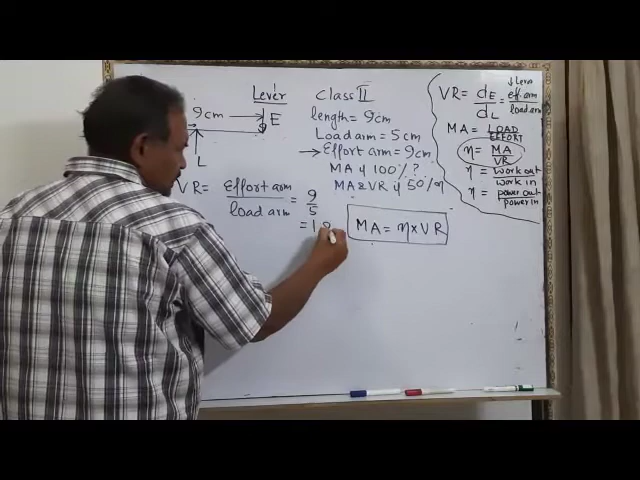 Lever Class II
9cm
E
L
length = 9cm
Load arm = 5cm
→ Effort arm = 9cm
MA if 100% ?
MA & VR if 50% η
VR = Effort arm / load arm = 9/5
= 1.8
MA = η x VR
↓ Lever
VR = dE / dL = eff. arm / load arm
MA = LOAD / EFFORT
η = MA / VR
η = work out / work in
η = power out / power in